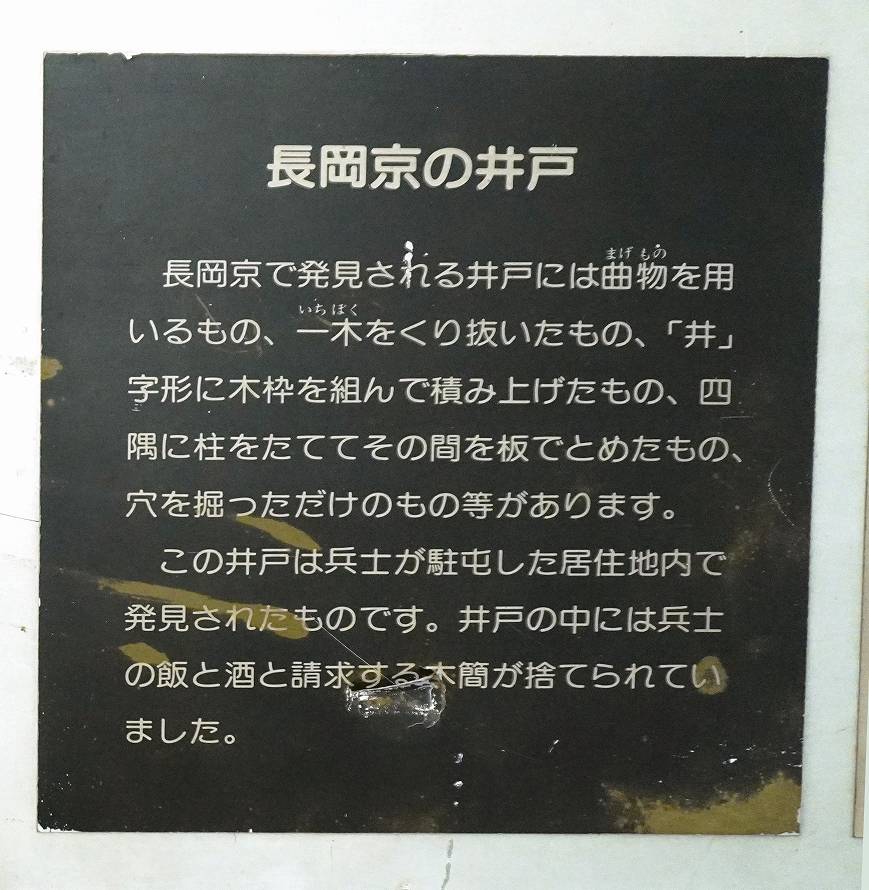 長岡京の井戸
長岡京で発見される井戸には曲物を用
まげもの
いるもの、一木をくり抜いたもの、「井」
いちぼく
字形に木枠を組んで積み上げたもの、四
隅に柱をたててその間を板でとめたもの、
穴を掘っただけのもの等があります。
この井戸は兵士が駐屯した居住地内で
発見されたものです。井戸の中には兵士
の飯と酒と請求する木簡が捨てられてい
ました。